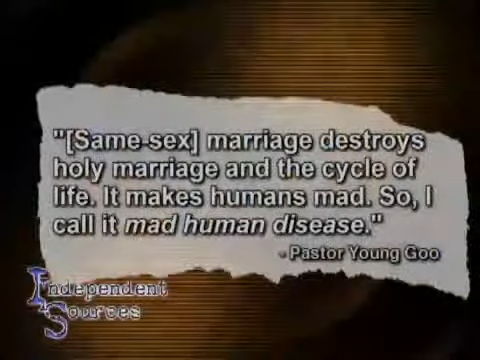 "[Same-sex] marriage destroys
holy marriage and the cycle of
life. It makes humans mad. So, I
call it mad human disease."
- Pastor Young Goo
Independent
Sources